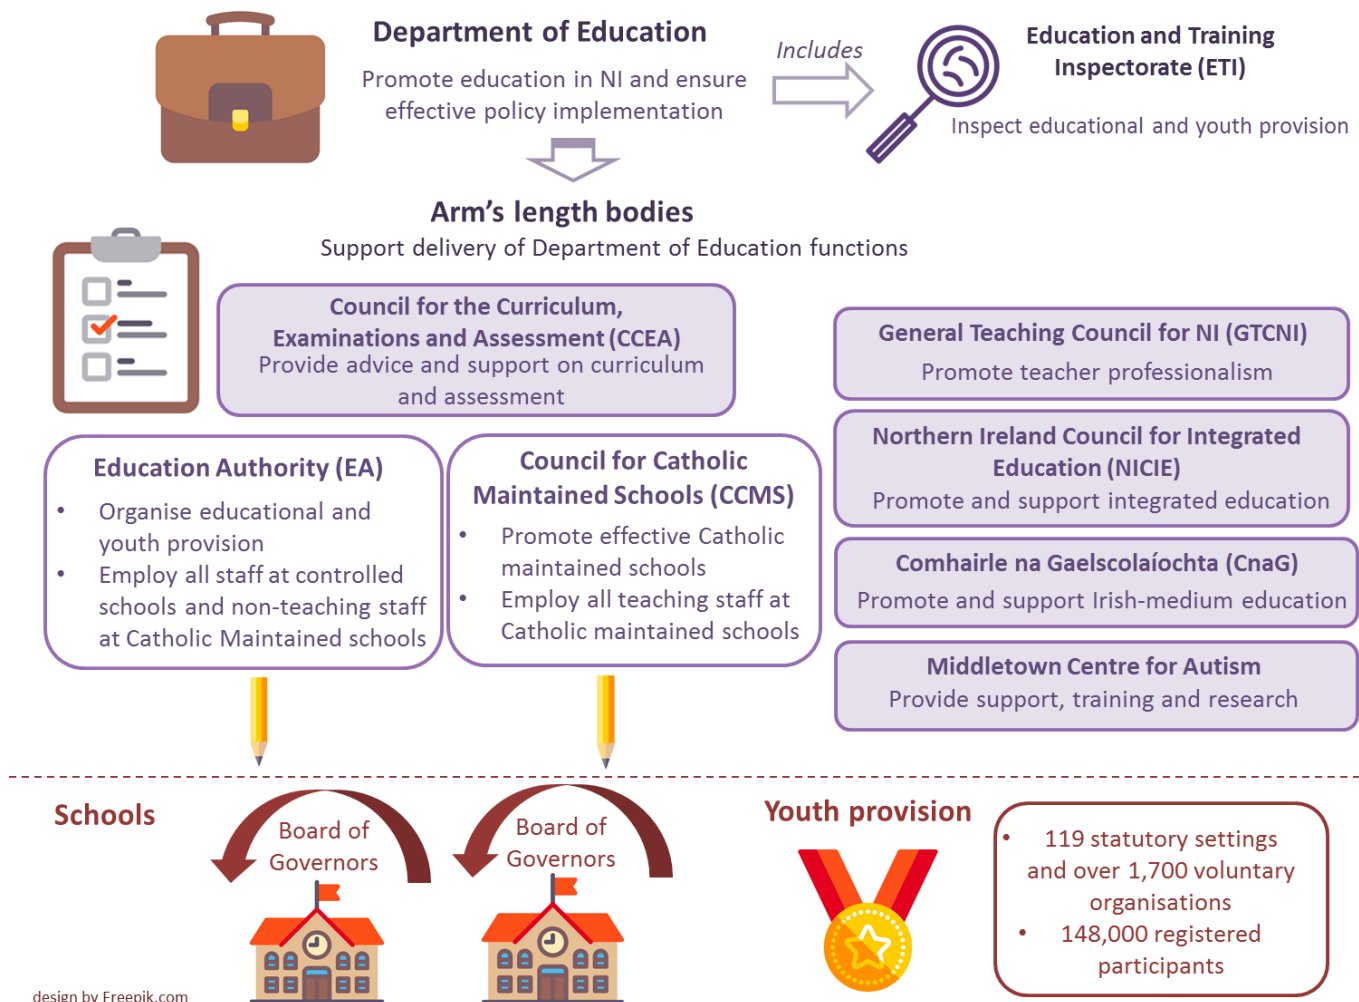 Department of Education
Promote education in NI and ensure
effective policy implementation
Includes
Education and Training
Inspectorate (ETI)
Inspect educational and youth provision
Arm's length bodies
Support delivery of Department of Education functions
Council for the Curriculum,
Examinations and Assessment (CCEA)
Provide advice and support on curriculum
and assessment
General Teaching Council for NI (GTCNI)
Promote teacher professionalism
Northern Ireland Council for Integrated
Education (NICIE)
Promote and support integrated education
Comhairle na Gaelscolaíochta (CnaG)
Promote and support Irish-medium education
Middletown Centre for Autism
Provide support, training and research
Education Authority (EA)
• Organise educational and
youth provision
• Employ all staff at controlled
schools and non-teaching staff
at Catholic Maintained schools
Council for Catholic
Maintained Schools (CCMS)
• Promote effective Catholic
maintained schools
• Employ all teaching staff at
Catholic maintained schools
Schools
Board of
Governors
Board of
Governors
Youth provision
• 119 statutory settings
and over 1,700 voluntary
organisations
• 148,000 registered
participants
design by Freepik.com